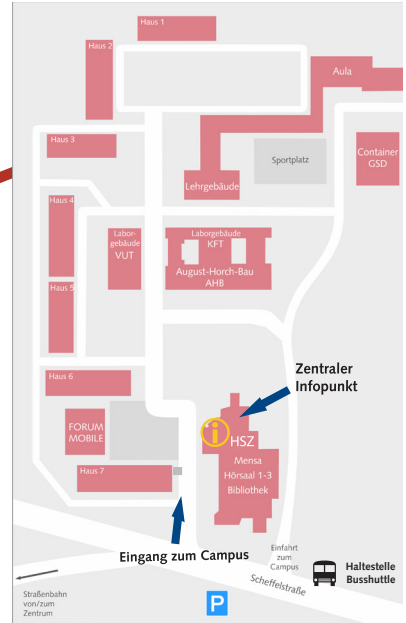 Haus 1
Haus 2
Aula
Haus 3
Sportplatz
Container
GSD
Lehrgebäude
Haus 4
Labor-
gebäude
VUT
Laborgebäude
KFT
August-Horch-Bau
AHB
Haus 5
Zentraler
Infopunkt
Haus 6
FORUM
MOBILE
i
HSZ
Mensa
Hörsaal 1-3
Bibliothek
Haus 7
Eingang zum Campus
Einfahrt
zum
Campus
Haltestelle
Busshuttle
Scheffelstraße
Straßenbahn
von/zum
Zentrum
P